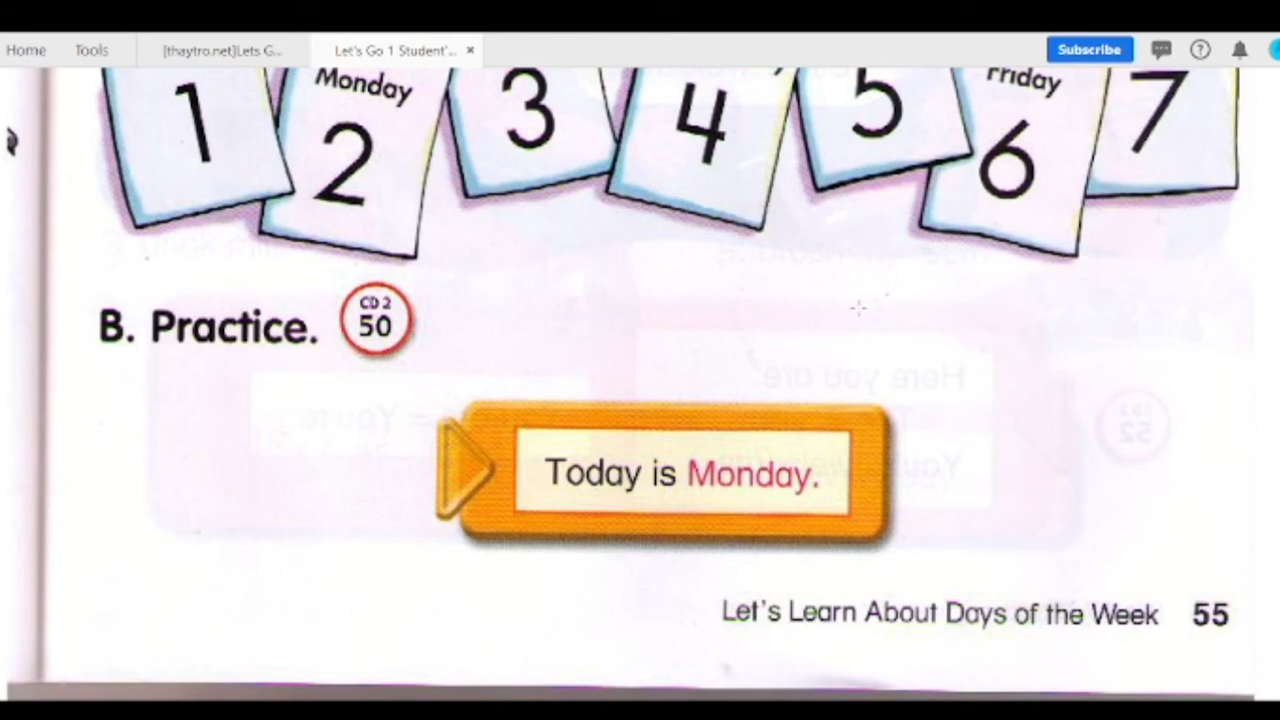 Home Tools [thaytro.net]Lets G... Let's Go 1 Student'... × Subscribe
Monday Friday
1 2 3 4 5 6 7
B. Practice. CD 2
50
Today is Monday.
Let's Learn About Days of the Week 55